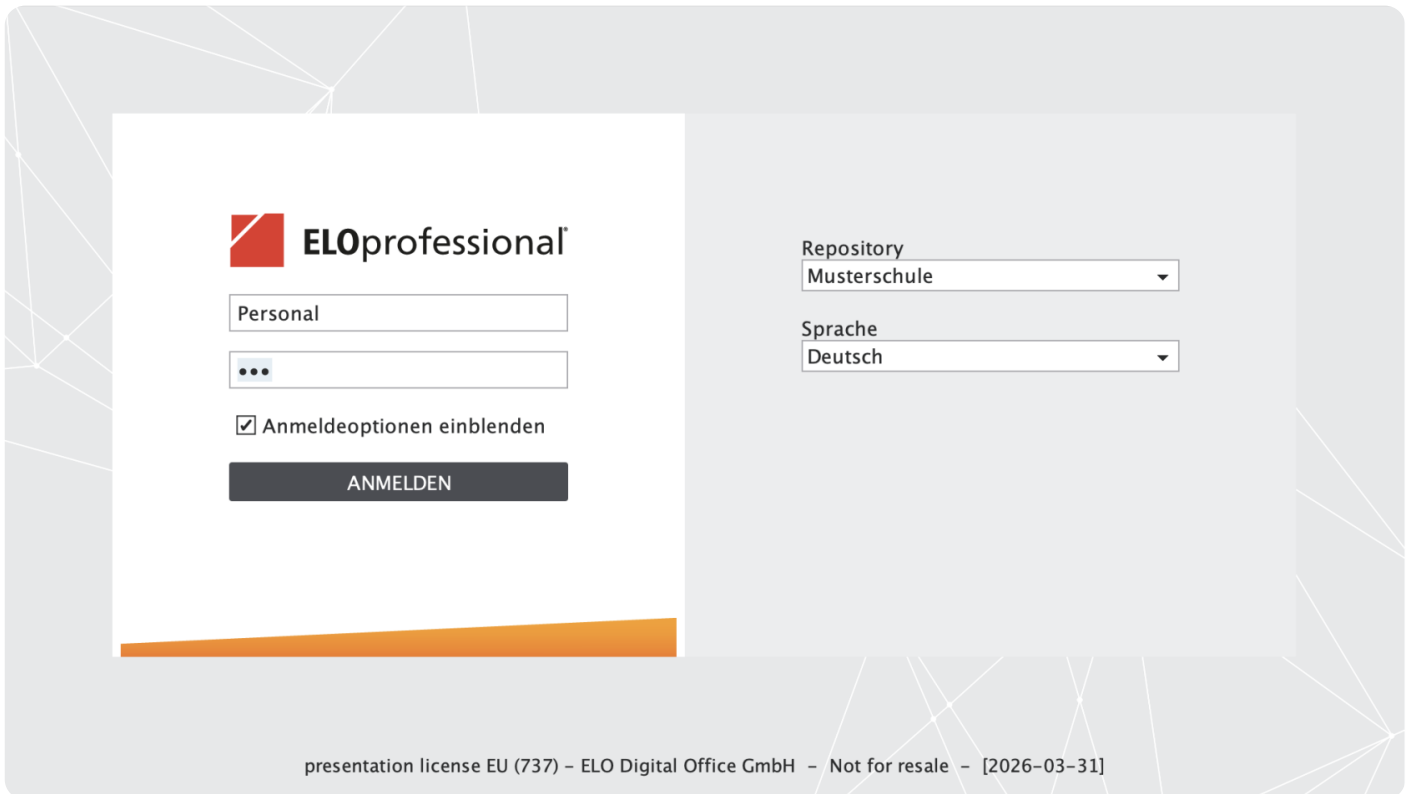 ELOprofessional®
Personal
•••
Anmeldeoptionen einblenden
ANMELDEN
Repository
Musterschule
Sprache
Deutsch
presentation license EU (737) – ELO Digital Office GmbH – Not for resale – [2026-03-31]